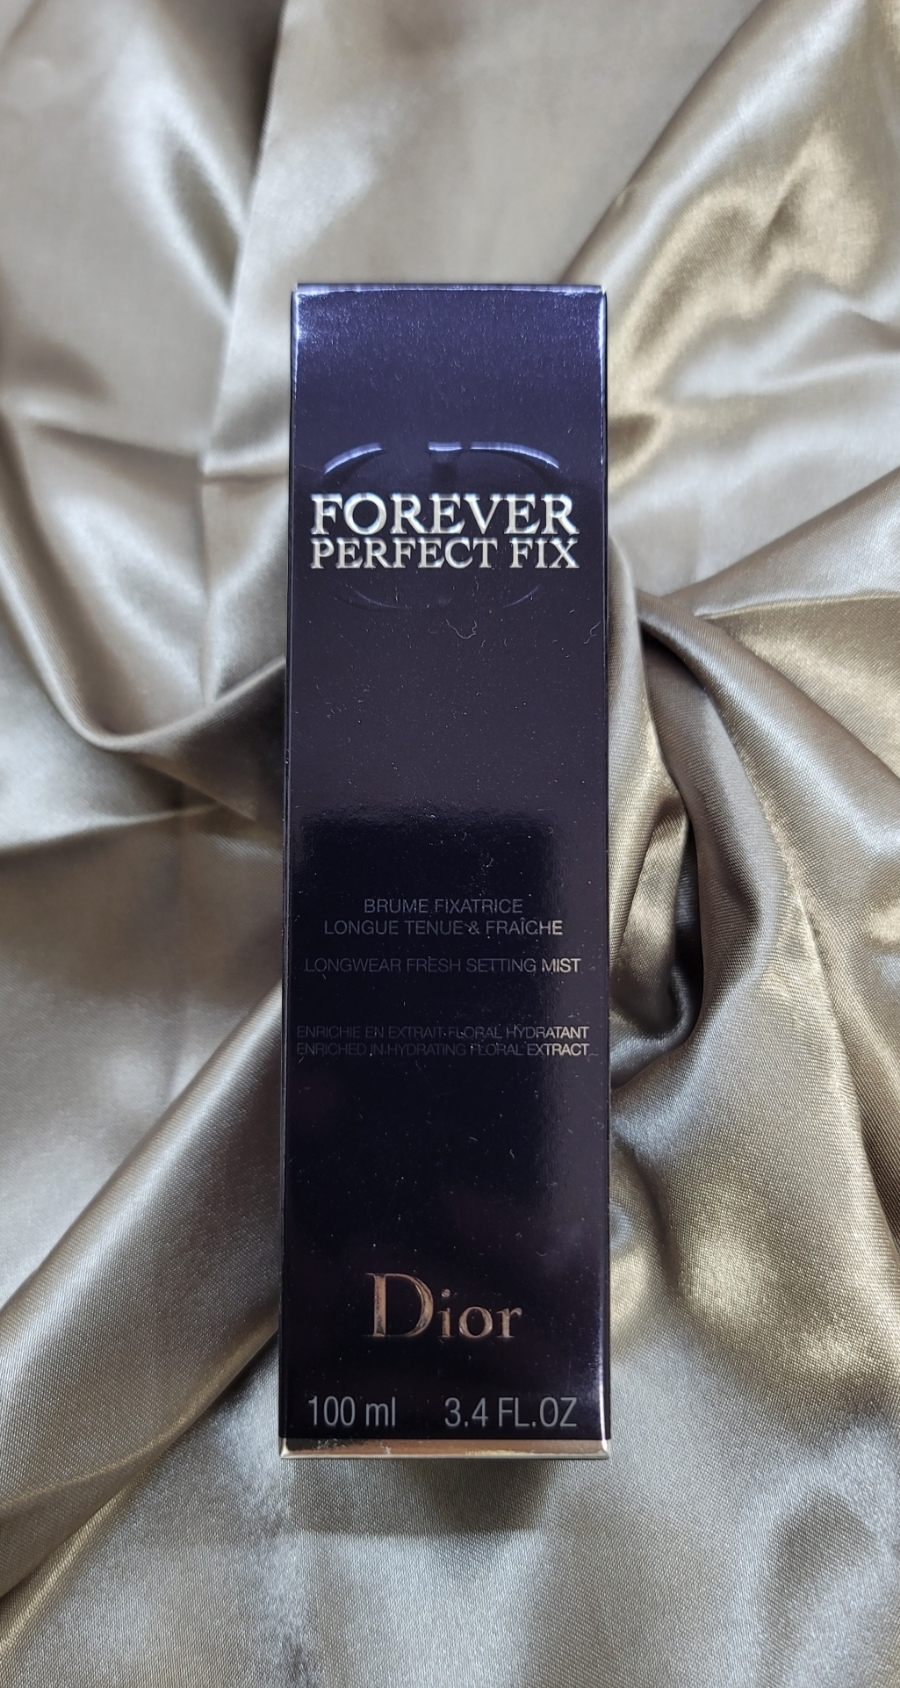 FOREVER
PERFECT FIX
BRUME FIXATRICE
LONGUE TENUE & FRAÎCHE
LONGWEAR FRESH SETTING MIST
ENRICHIE EN EXTRAIT FLORAL HYDRATANT
ENRICHED IN HYDRATING FLORAL EXTRACT
Dior
100 ml 3.4 FL.OZ